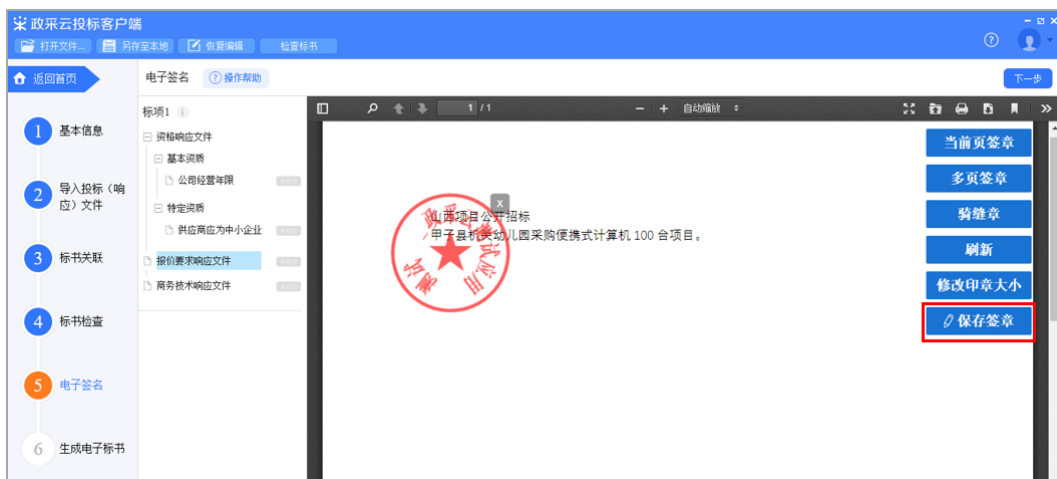 政采云投标客户端
打开文件... 另存至本地 恢复编辑 检查标书
返回首页
电子签名 操作帮助
下一步
1 基本信息
2 导入投标（响应）文件
3 标书关联
4 标书检查
5 电子签名
6 生成电子标书
标项1
资格响应文件
基本资质
公司经营年限
特定资质
供应商应为中小企业
报价要求响应文件
商务技术响应文件
1 / 1
自动缩放
X
山西项目公开招标
甲子县机关幼儿园采购便携式计算机 100 台项目。
政采云测试应用
测试
当前页签章
多页签章
骑缝章
刷新
修改印章大小
保存签章